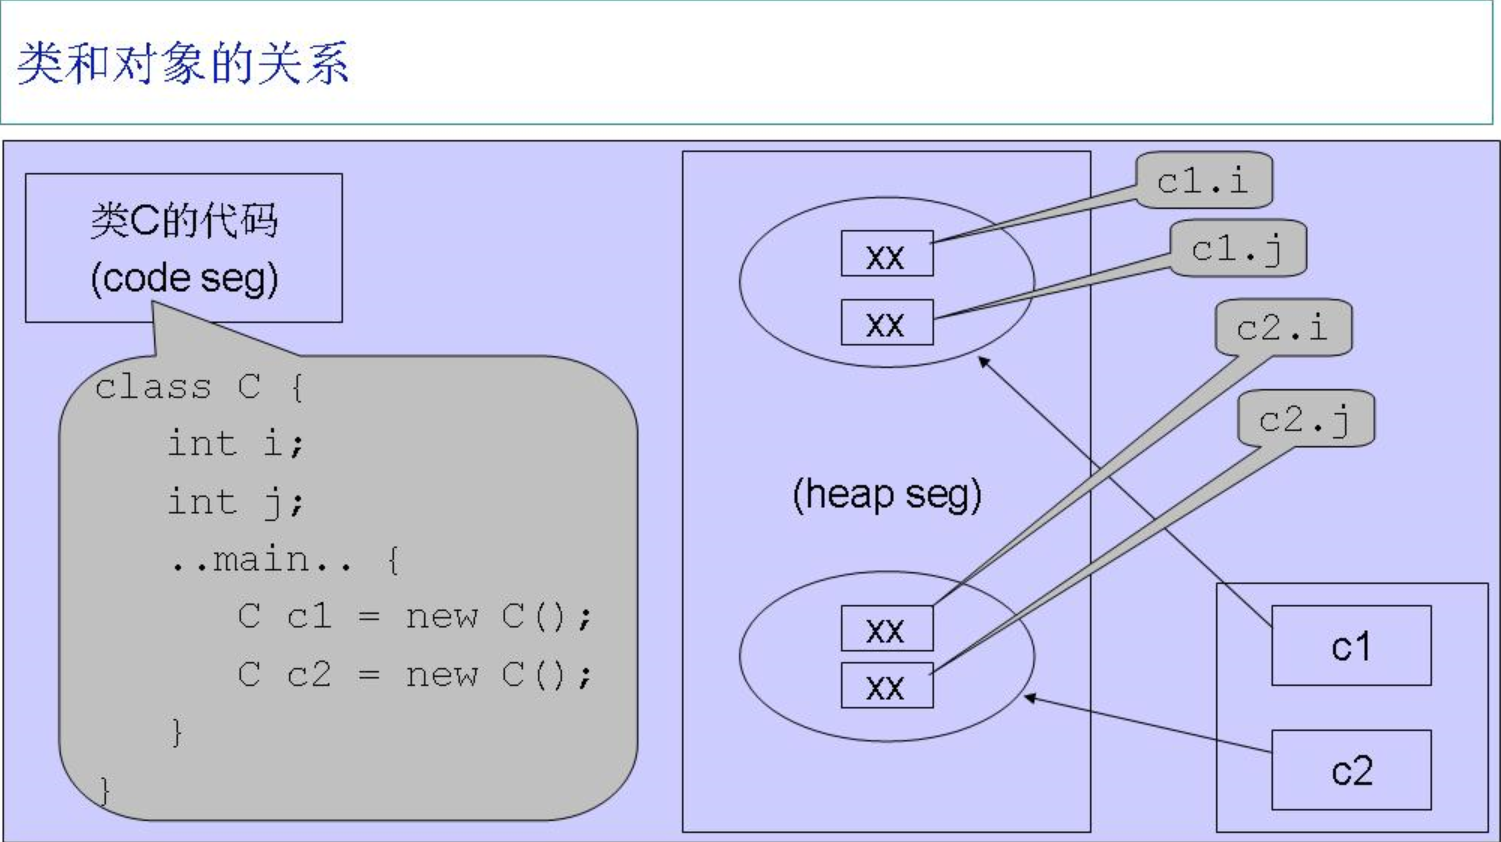 类和对象的关系
类C的代码
(code seg)
class C {
int i;
int j;
..main.. {
C c1 = new C();
C c2 = new C();
}
}
xx
xx
(heap seg)
xx
xx
c1.i
c1.j
c2.i
c2.j
c1
c2